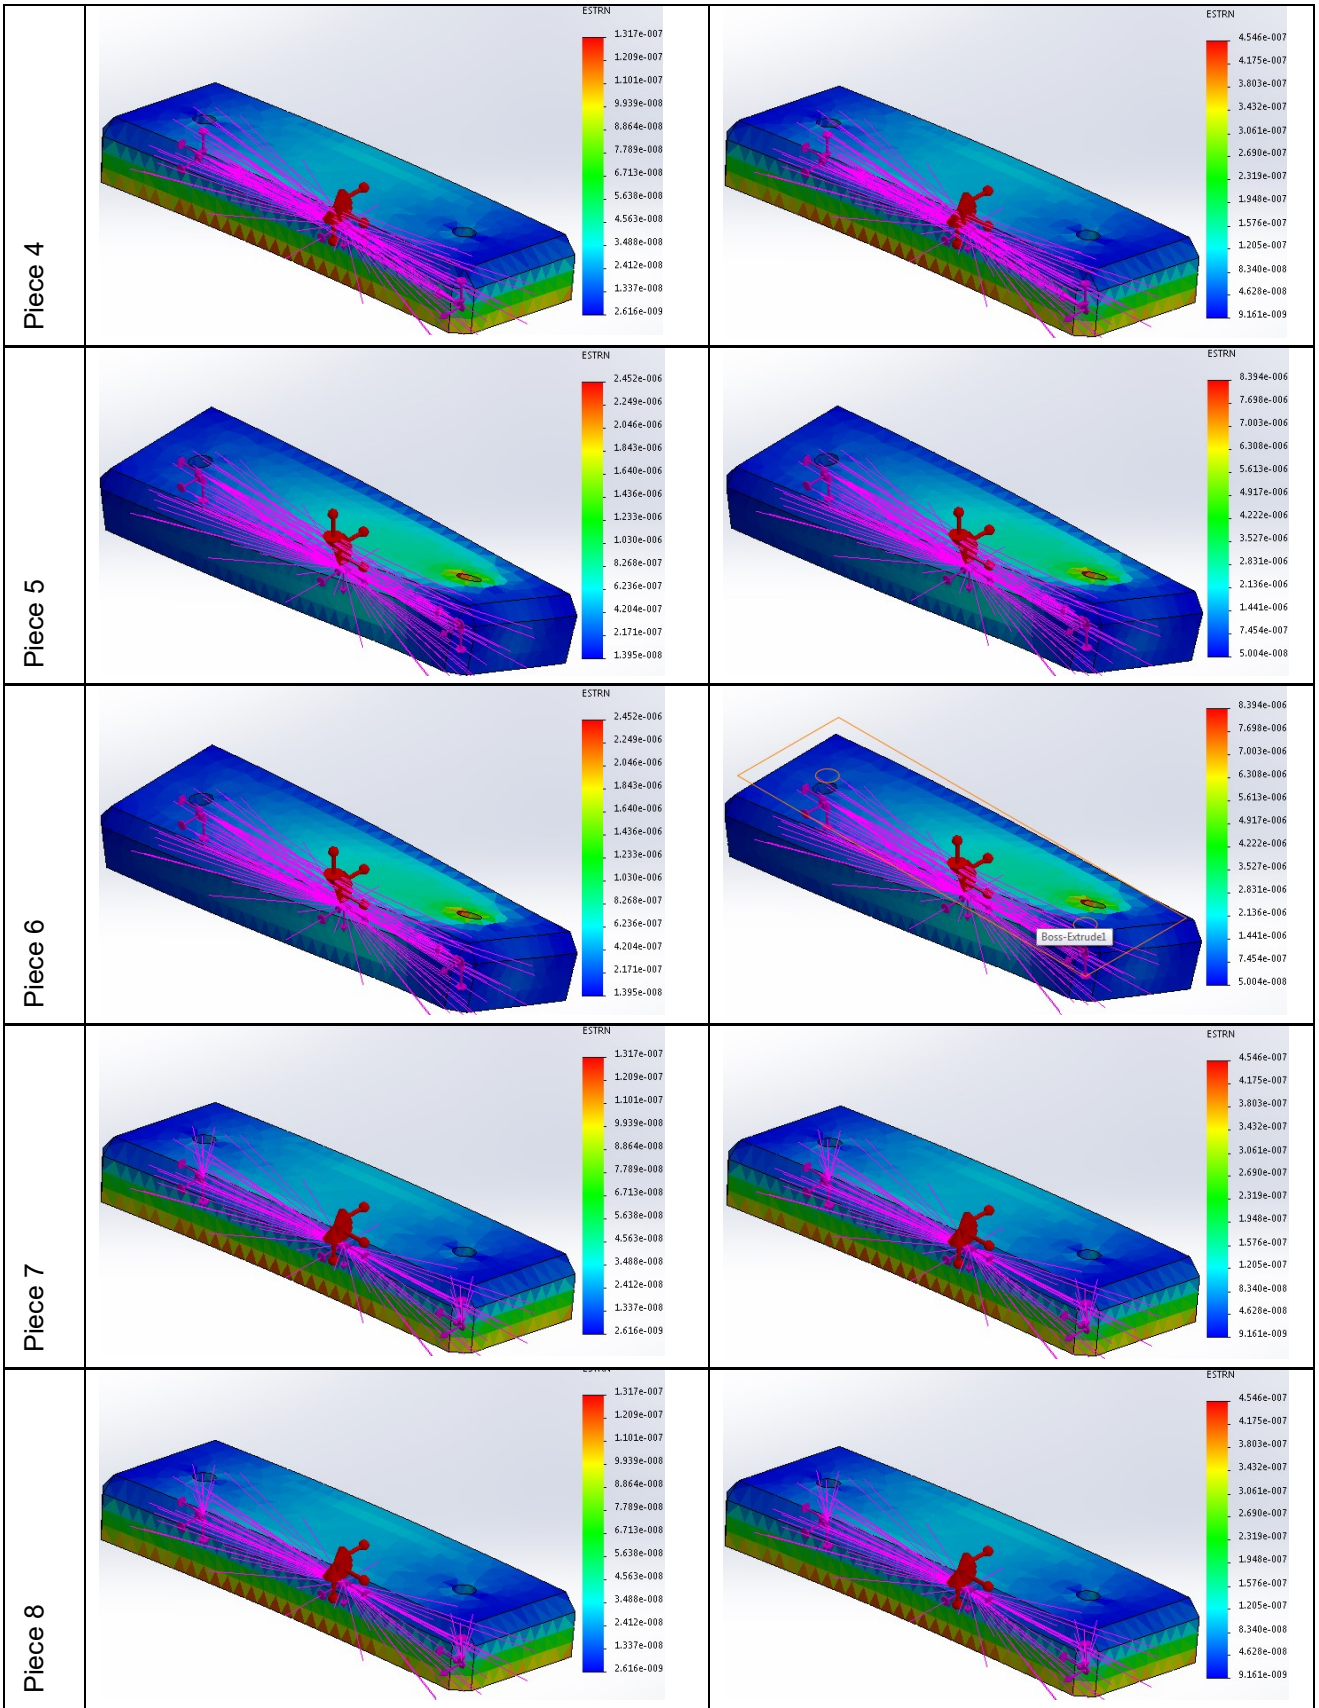 Piece 4
ESTRN
1.317e-007
1.209e-007
1.101e-007
9.939e-008
8.864e-008
7.789e-008
6.713e-008
5.638e-008
4.563e-008
3.488e-008
2.412e-008
1.337e-008
2.616e-009
ESTRN
4.546e-007
4.175e-007
3.803e-007
3.432e-007
3.061e-007
2.690e-007
2.319e-007
1.948e-007
1.576e-007
1.205e-007
8.340e-008
4.628e-008
9.161e-009
Piece 5
ESTRN
2.452e-006
2.249e-006
2.046e-006
1.843e-006
1.640e-006
1.436e-006
1.233e-006
1.030e-006
8.268e-007
6.236e-007
4.204e-007
2.171e-007
1.395e-008
ESTRN
8.394e-006
7.698e-006
7.003e-006
6.308e-006
5.613e-006
4.917e-006
4.222e-006
3.527e-006
2.831e-006
2.136e-006
1.441e-006
7.454e-007
5.004e-008
Piece 6
ESTRN
2.452e-006
2.249e-006
2.046e-006
1.843e-006
1.640e-006
1.436e-006
1.233e-006
1.030e-006
8.268e-007
6.236e-007
4.204e-007
2.171e-007
1.395e-008
Boss-Extrude1
ESTRN
8.394e-006
7.698e-006
7.003e-006
6.308e-006
5.613e-006
4.917e-006
4.222e-006
3.527e-006
2.831e-006
2.136e-006
1.441e-006
7.454e-007
5.004e-008
Piece 7
ESTRN
1.317e-007
1.209e-007
1.101e-007
9.939e-008
8.864e-008
7.789e-008
6.713e-008
5.638e-008
4.563e-008
3.488e-008
2.412e-008
1.337e-008
2.616e-009
ESTRN
4.546e-007
4.175e-007
3.803e-007
3.432e-007
3.061e-007
2.690e-007
2.319e-007
1.948e-007
1.576e-007
1.205e-007
8.340e-008
4.628e-008
9.161e-009
Piece 8
1.317e-007
1.209e-007
1.101e-007
9.939e-008
8.864e-008
7.789e-008
6.713e-008
5.638e-008
4.563e-008
3.488e-008
2.412e-008
1.337e-008
2.616e-009
ESTRN
4.546e-007
4.175e-007
3.803e-007
3.432e-007
3.061e-007
2.690e-007
2.319e-007
1.948e-007
1.576e-007
1.205e-007
8.340e-008
4.628e-008
9.161e-009